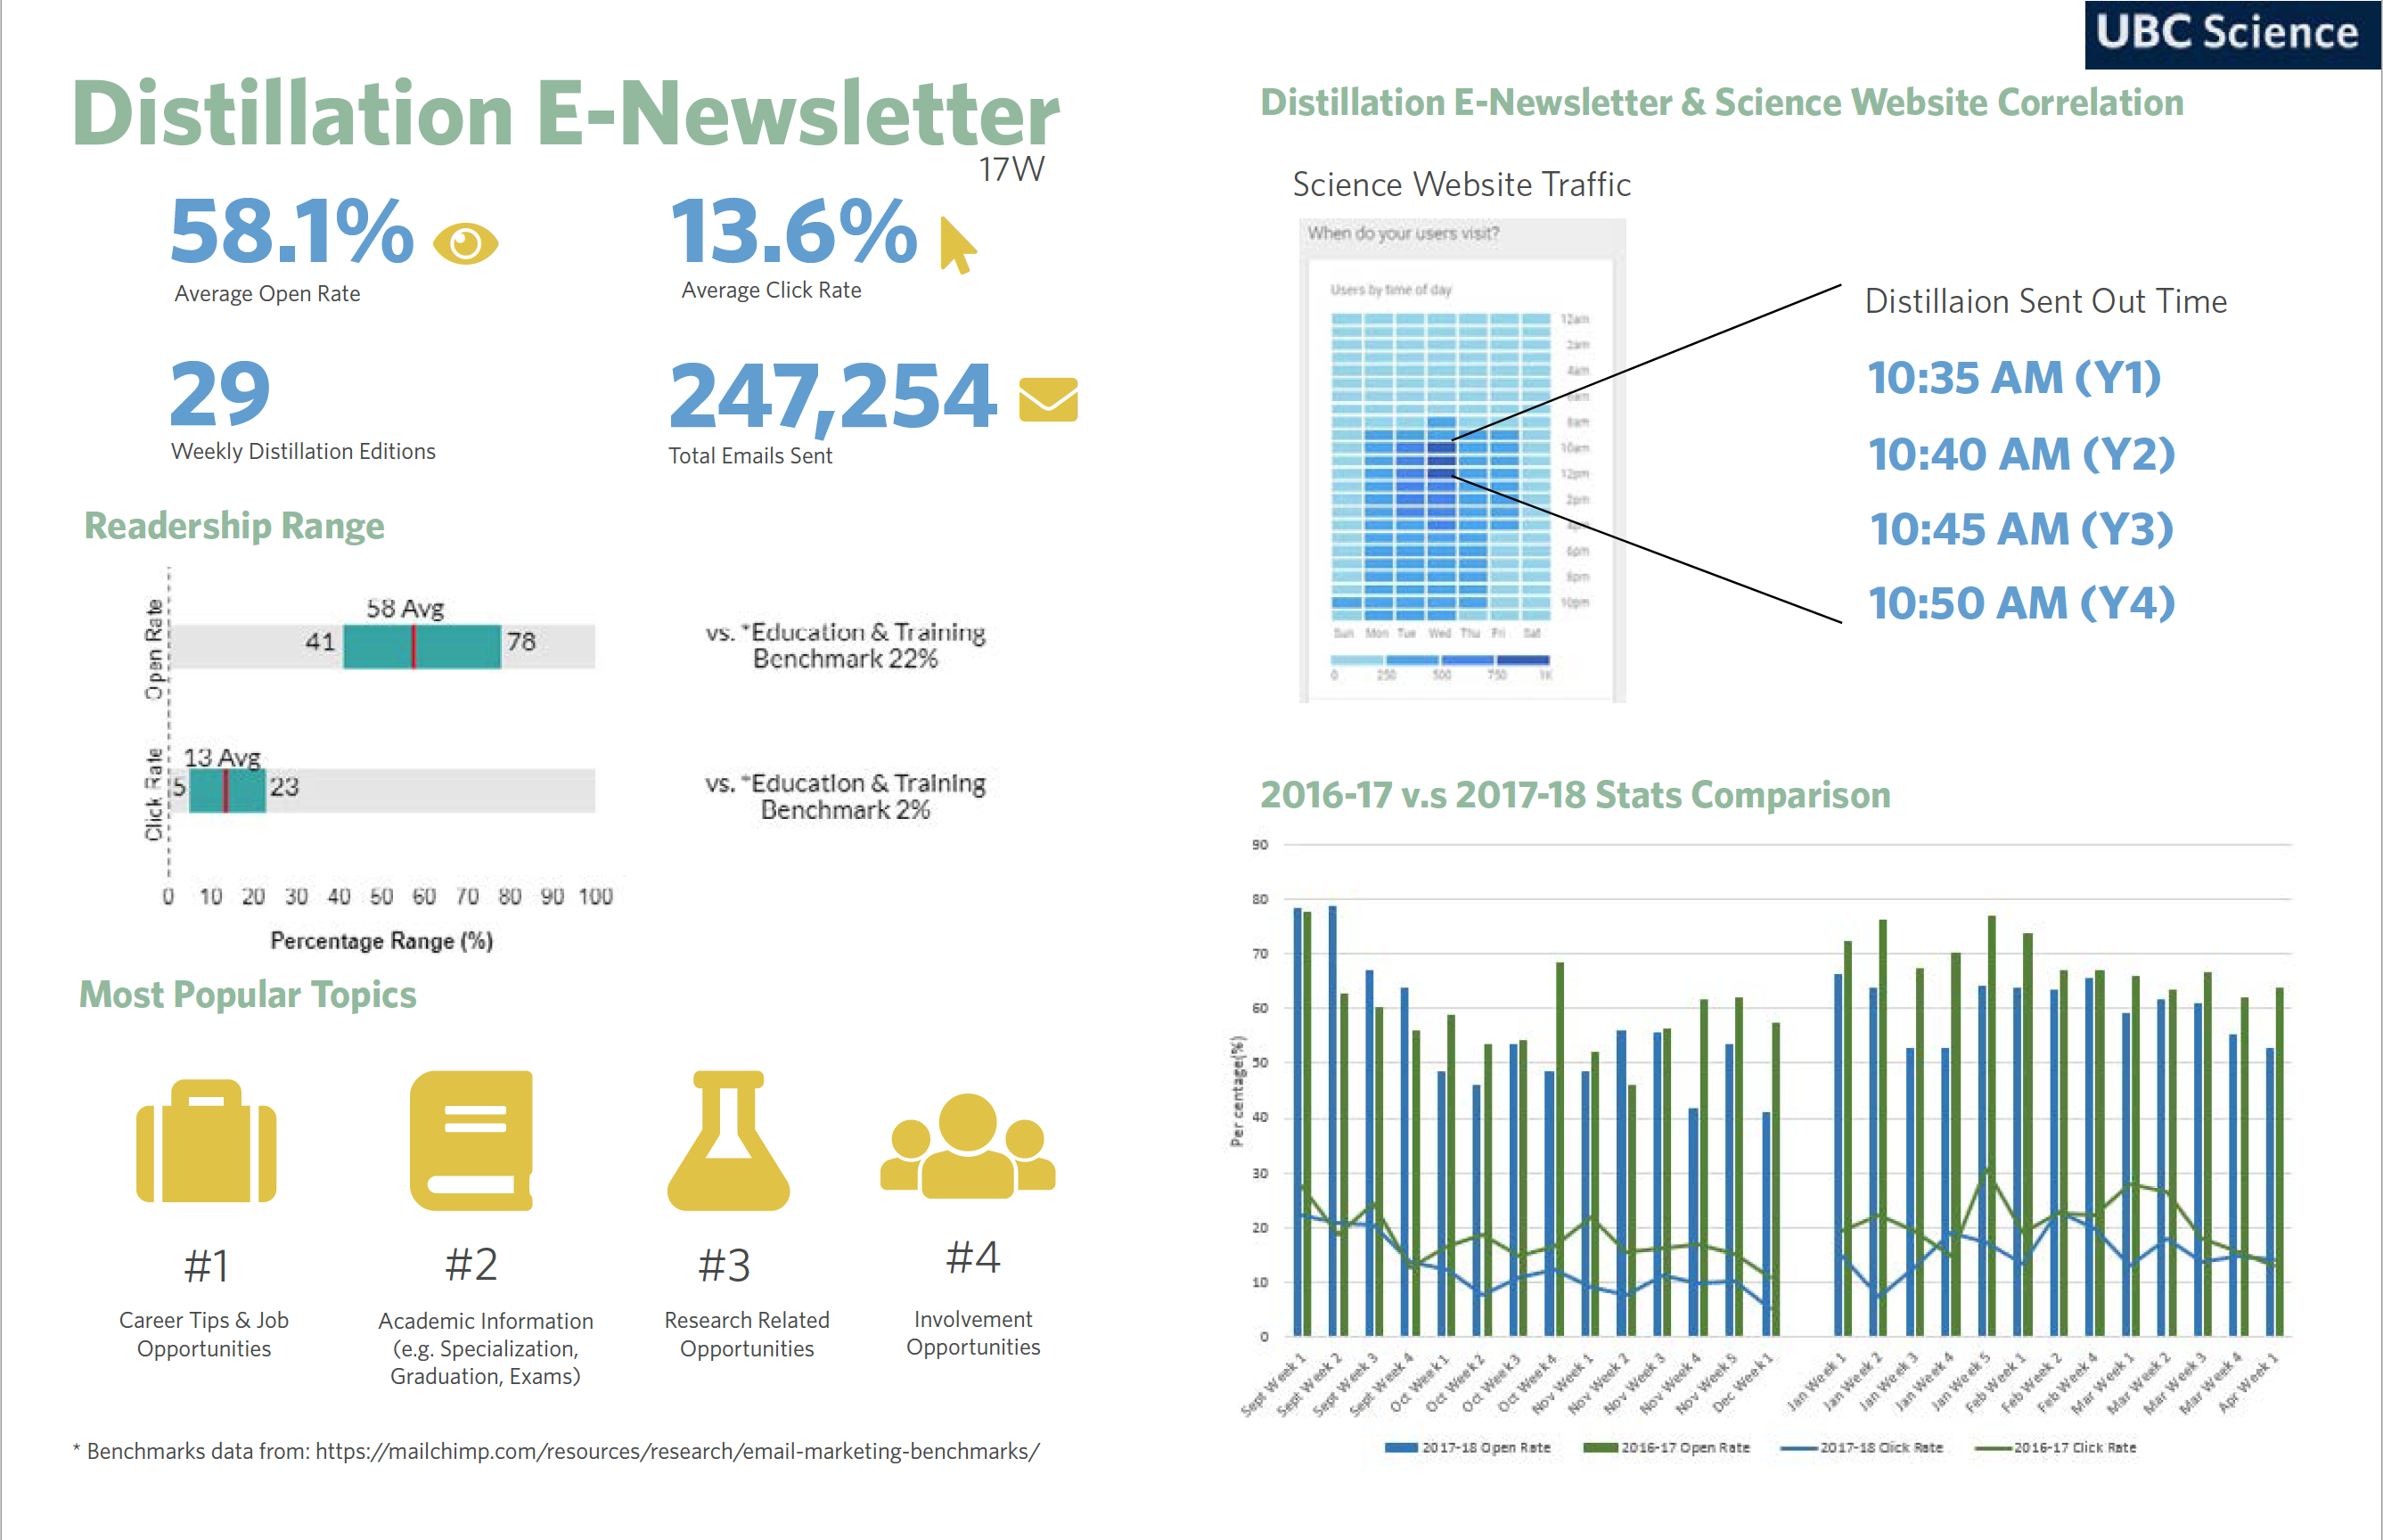 UBC Science
Distillation E-Newsletter
17W
58.1%
Average Open Rate
13.6%
Average Click Rate
29
Weekly Distillation Editions
247,254
Total Emails Sent
Readership Range
Open Rate
58 Avg
41
78
vs. *Education & Training
Benchmark 22%
Click Rate
13 Avg
5
23
vs. *Education & Training
Benchmark 2%
0 10 20 30 40 50 60 70 80 90 100
Percentage Range (%)
Most Popular Topics
#1
Career Tips & Job
Opportunities
#2
Academic Information
(e.g. Specialization,
Graduation, Exams)
#3
Research Related
Opportunities
#4
Involvement
Opportunities
* Benchmarks data from: https://mailchimp.com/resources/research/email-marketing-benchmarks/
Distillation E-Newsletter & Science Website Correlation
Science Website Traffic
When do your users visit?
Users by time of day
12am
2am
4am
6am
8am
10am
12pm
2pm
4pm
6pm
8pm
10pm
Sun Mon Tue Wed Thu Fri Sat
0 250 500 750 1K
Distillaion Sent Out Time
10:35 AM (Y1)
10:40 AM (Y2)
10:45 AM (Y3)
10:50 AM (Y4)
2016-17 v.s 2017-18 Stats Comparison
Per centage(%)
90
80
70
60
50
40
30
20
10
0
Sept Week 1
Sept Week 2
Sept Week 3
Sept Week 4
Oct Week1
Oct Week 2
Oct Week3
Oct Week4
Nov Week 1
Nov Week 2
Nov Week 3
Nov Week 4
Nov Week 5
Dec Week1
Jan Week 1
Jan Week 2
Jan Week 3
Jan Week 4
Jan Week 5
Feb Week 1
Feb Week 2
Feb Week 4
Mar Week 1
Mar Week 2
Mar Week 3
Mar Week 4
Apr Week 1
2017-18 Open Rate
2016-17 Open Rate
2017-18 Click Rate
2016-17 Click Rate